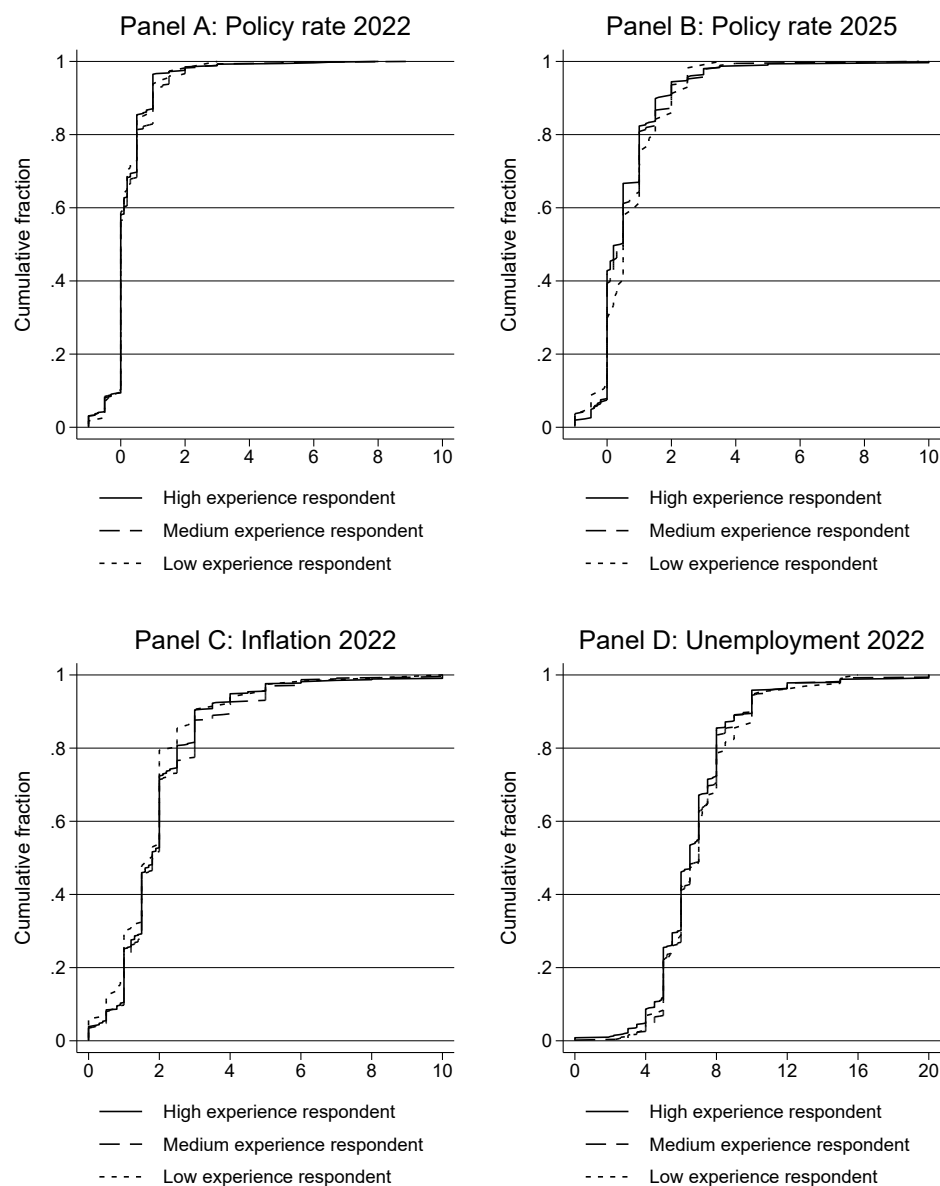 Panel A: Policy rate 2022
Cumulative fraction
1
.8
.6
.4
.2
0
0 2 4 6 8 10
High experience respondent
Medium experience respondent
Low experience respondent
Panel B: Policy rate 2025
Cumulative fraction
1
.8
.6
.4
.2
0
0 2 4 6 8 10
High experience respondent
Medium experience respondent
Low experience respondent
Panel C: Inflation 2022
Cumulative fraction
1
.8
.6
.4
.2
0
0 2 4 6 8 10
High experience respondent
Medium experience respondent
Low experience respondent
Panel D: Unemployment 2022
Cumulative fraction
1
.8
.6
.4
.2
0
0 4 8 12 16 20
High experience respondent
Medium experience respondent
Low experience respondent